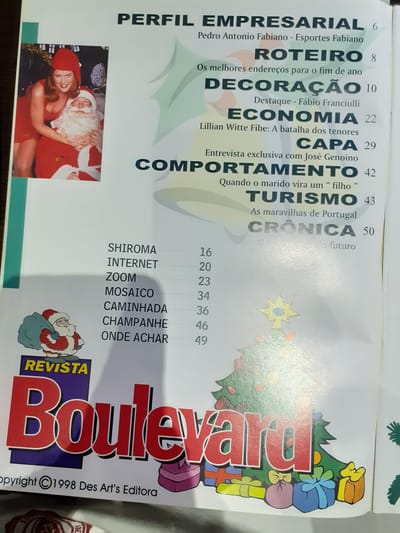 PERFIL EMPRESARIAL 6
Pedro Antonio Fabiano - Esportes Fabiano
ROTEIRO 8
Os melhores endereços para o fim de ano
DECORAÇÃO 10
Destaque - Fábio Franciulli
ECONOMIA 22
Lillian Witte Fibe: A batalha dos tenores
CAPA 29
Entrevista exclusiva com José Genoino
COMPORTAMENTO 42
Quando o marido vira um " filho "
TURISMO 43
As maravilhas de Portugal
CRÔNICA 50
futuro
SHIROMA 16
INTERNET 20
ZOOM 23
MOSAICO 34
CAMINHADA 36
CHAMPANHE 46
ONDE ACHAR 49
REVISTA
Boulevard
opyright ©1998 Des Art's Editora